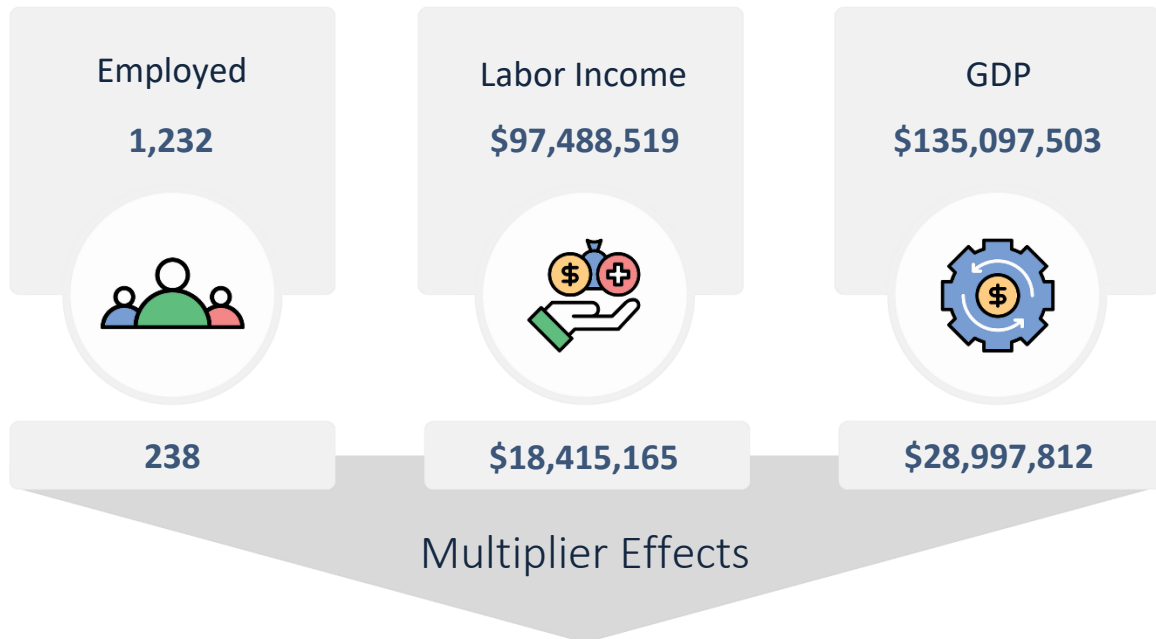 Employed
1,232
Labor Income
$97,488,519
GDP
$135,097,503
$
$
238
$18,415,165
$28,997,812
Multiplier Effects